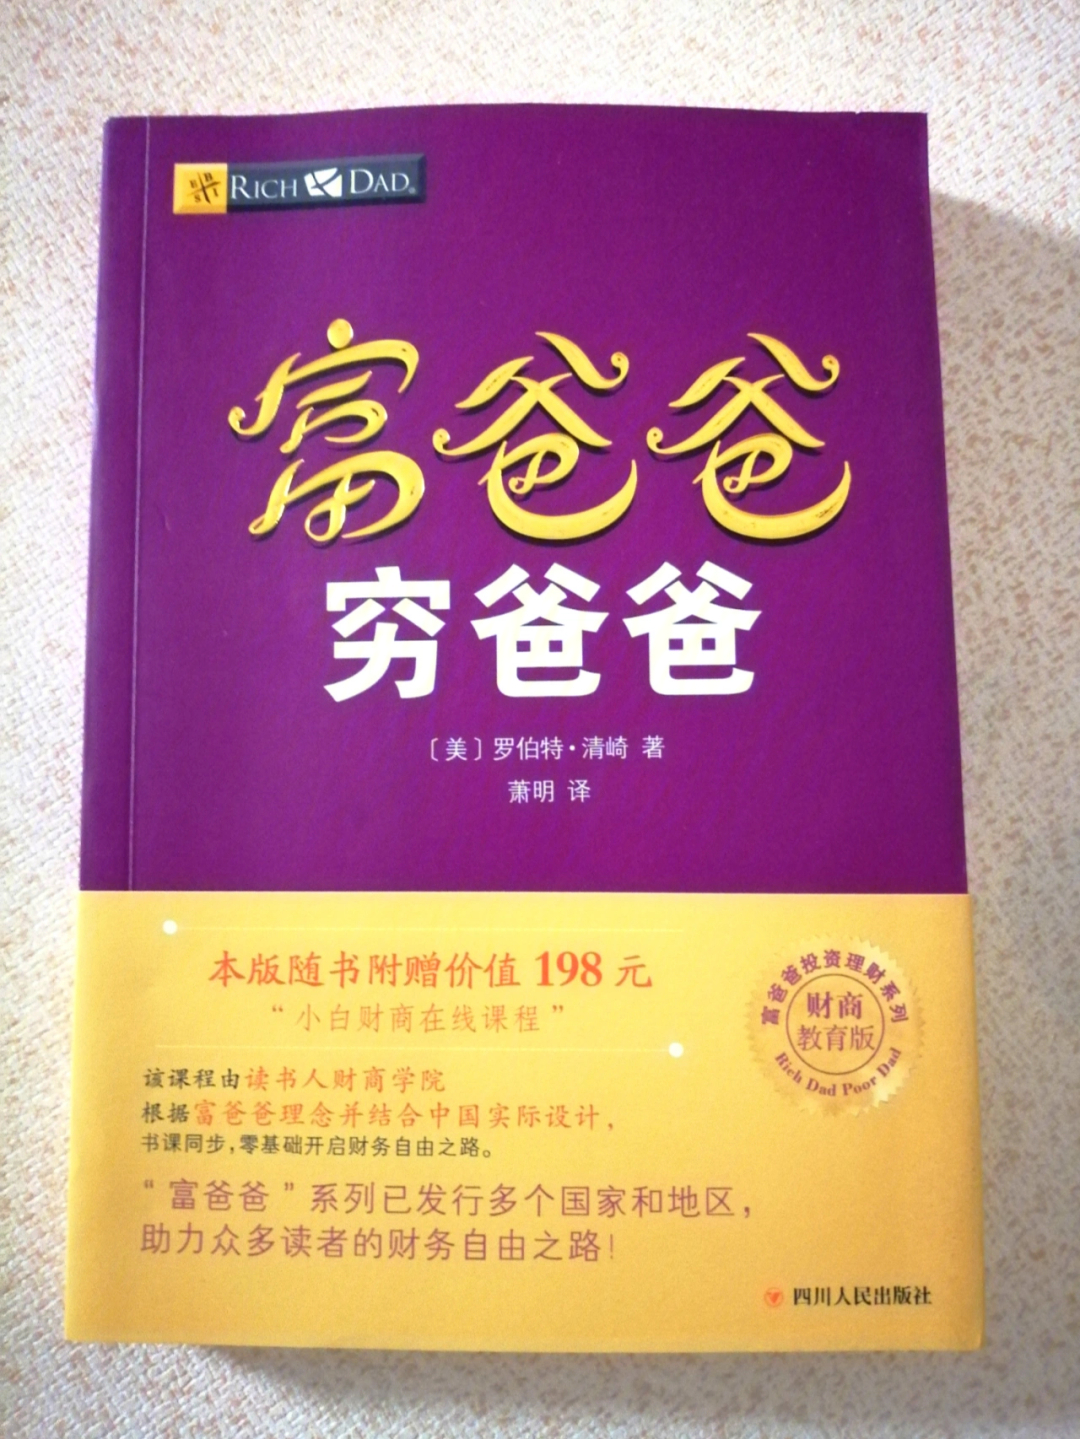 E B S I RICH DAD®
富爸爸
穷爸爸
〔美〕罗伯特·清崎 著
萧明 译
本版随书附赠价值 198 元
“小白财商在线课程”
富爸爸投资理财系列
财商
教育版
Rich Dad Poor Dad
该课程由读书人财商学院
根据富爸爸理念并结合中国实际设计，
书课同步，零基础开启财务自由之路。
“富爸爸”系列已发行多个国家和地区，
助力众多读者的财务自由之路！
四川人民出版社